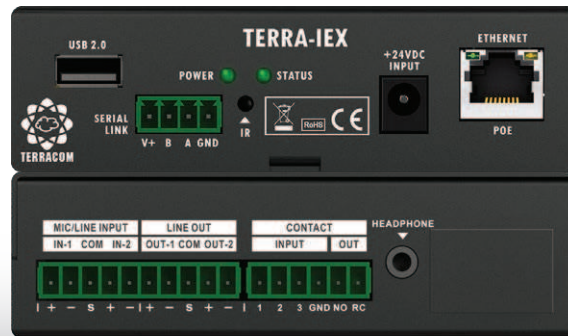 USB 2.0
TERRA-IEX
+24VDC
INPUT
ETHERNET
POWER
STATUS
SERIAL
LINK
V+ B A GND
IR
RoHS
CE
POE
TERRACOM
MIC/LINE INPUT LINE OUT CONTACT
IN-1 COM IN-2 OUT-1 COM OUT-2 INPUT OUT
HEADPHONE
I + − S + − I + − S + − I 1 2 3 GND NO RC